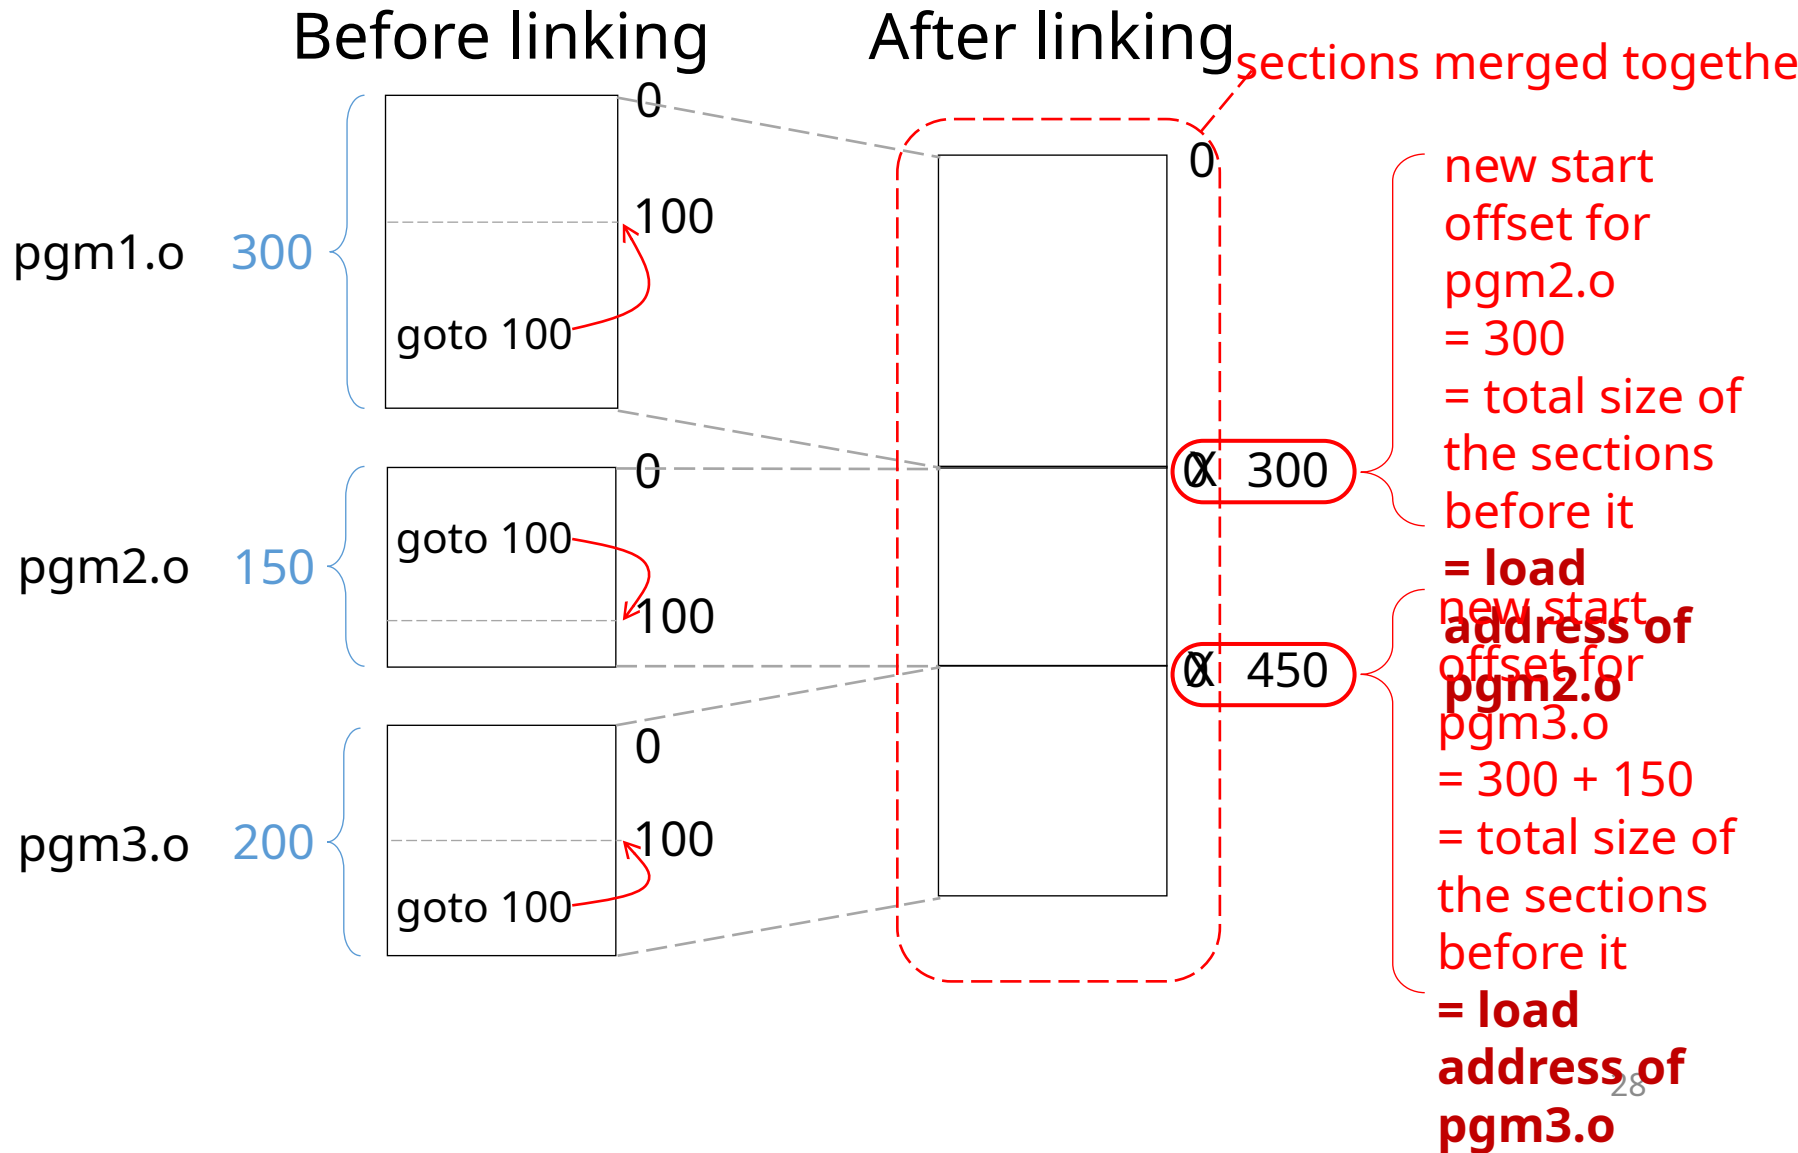 Before linking
After linking
sections merged togethe
pgm1.o
300
0
100
goto 100
pgm2.o
150
0
goto 100
100
pgm3.o
200
0
100
goto 100
0
0 X 300
0 X 450
new start
offset for
pgm2.o
= 300
= total size of
the sections
before it
= load
address of
pgm2.o
new start
offset for
pgm3.o
= 300 + 150
= total size of
the sections
before it
= load
address of
pgm3.o
28